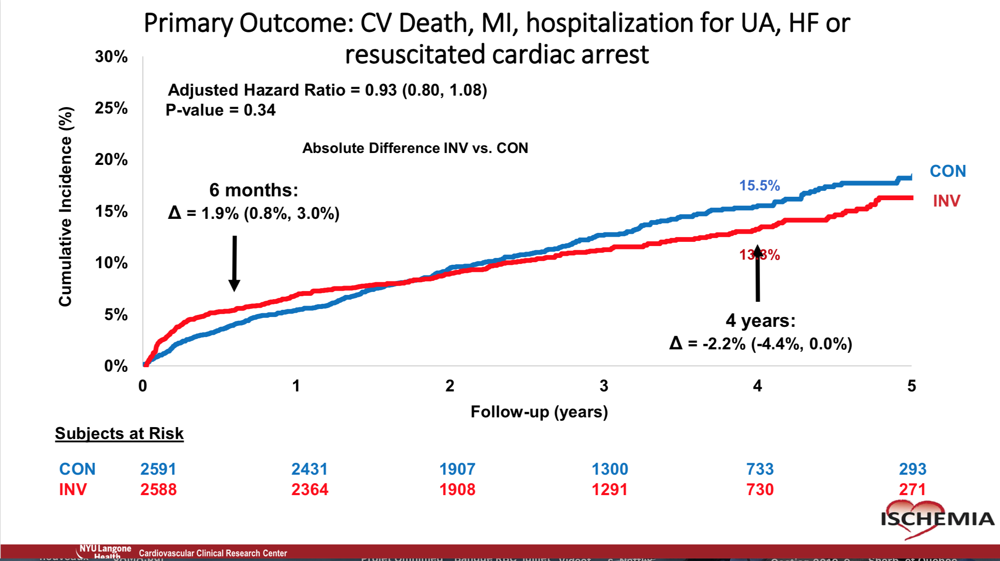 Primary Outcome: CV Death, MI, hospitalization for UA, HF or
resuscitated cardiac arrest
30%
25%
20%
15%
10%
5%
0%
Cumulative Incidence (%)
Adjusted Hazard Ratio = 0.93 (0.80, 1.08)
P-value = 0.34
Absolute Difference INV vs. CON
6 months:
Δ = 1.9% (0.8%, 3.0%)
15.5%
CON
INV
13.3%
4 years:
Δ = -2.2% (-4.4%, 0.0%)
0 1 2 3 4 5
Follow-up (years)
Subjects at Risk
CON 2591 2431 1907 1300 733 293
INV 2588 2364 1908 1291 730 271
ISCHEMIA
NYU Langone
Health
Cardiovascular Clinical Research Center